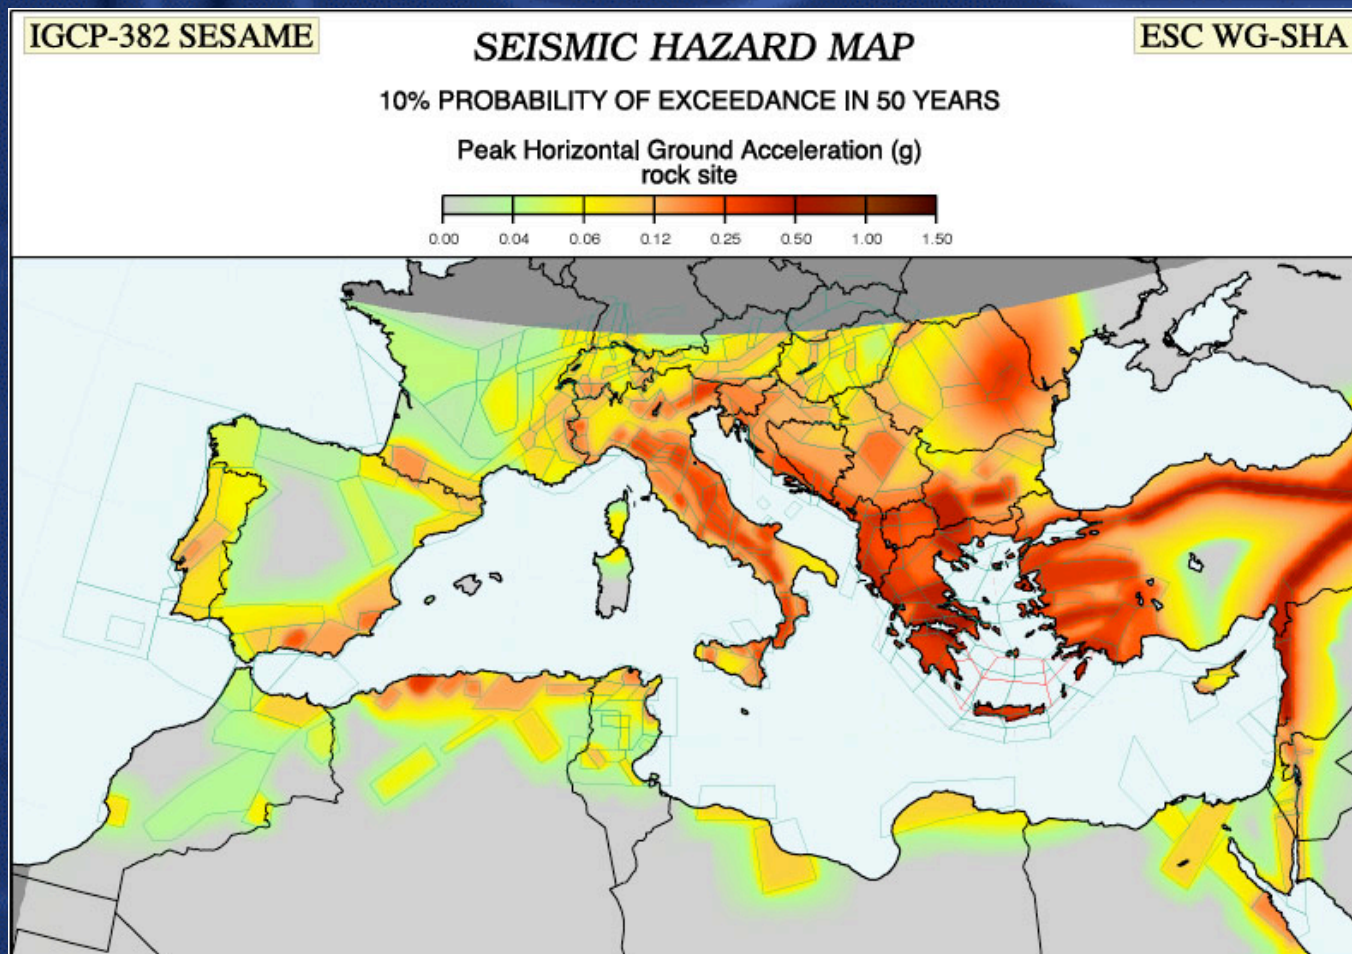 IGCP-382 SESAME
SEISMIC HAZARD MAP
ESC WG-SHA
10% PROBABILITY OF EXCEEDANCE IN 50 YEARS
Peak Horizontal Ground Acceleration (g)
rock site
0.00 0.04 0.06 0.12 0.25 0.50 1.00 1.50